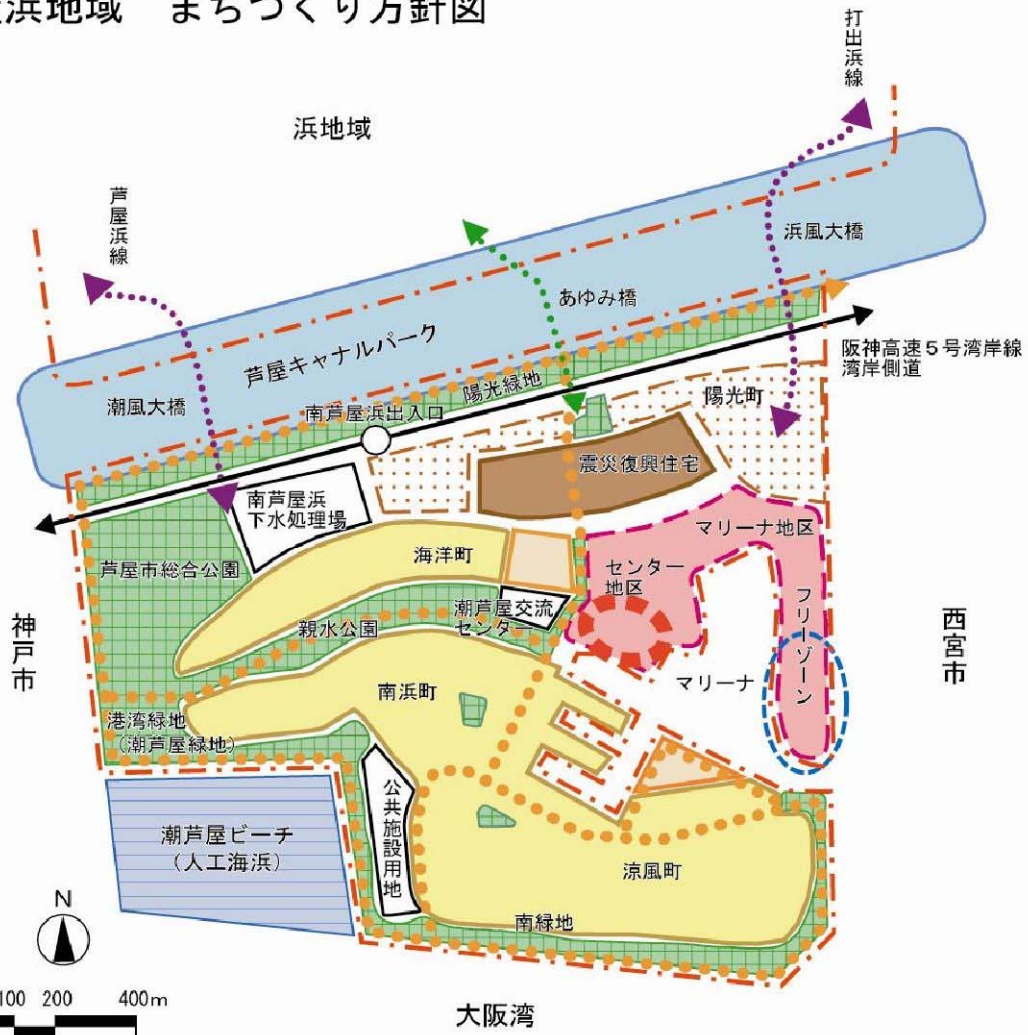 浜地域 まちづくり方針図
打出浜線
浜地域
芦屋浜線
浜風大橋
あゆみ橋
芦屋キャナルパーク
阪神高速5号湾岸線
湾岸側道
潮風大橋
陽光緑地
陽光町
南芦屋浜出入口
震災復興住宅
南芦屋浜
下水処理場
マリーナ地区
海洋町
芦屋市総合公園
センター
地区
潮芦屋交流
センター
フリーゾーン
親水公園
神戸市
西宮市
マリーナ
南浜町
港湾緑地
(潮芦屋緑地)
公共施設用地
潮芦屋ビーチ
(人工海浜)
涼風町
南緑地
N
100 200 400m
大阪湾